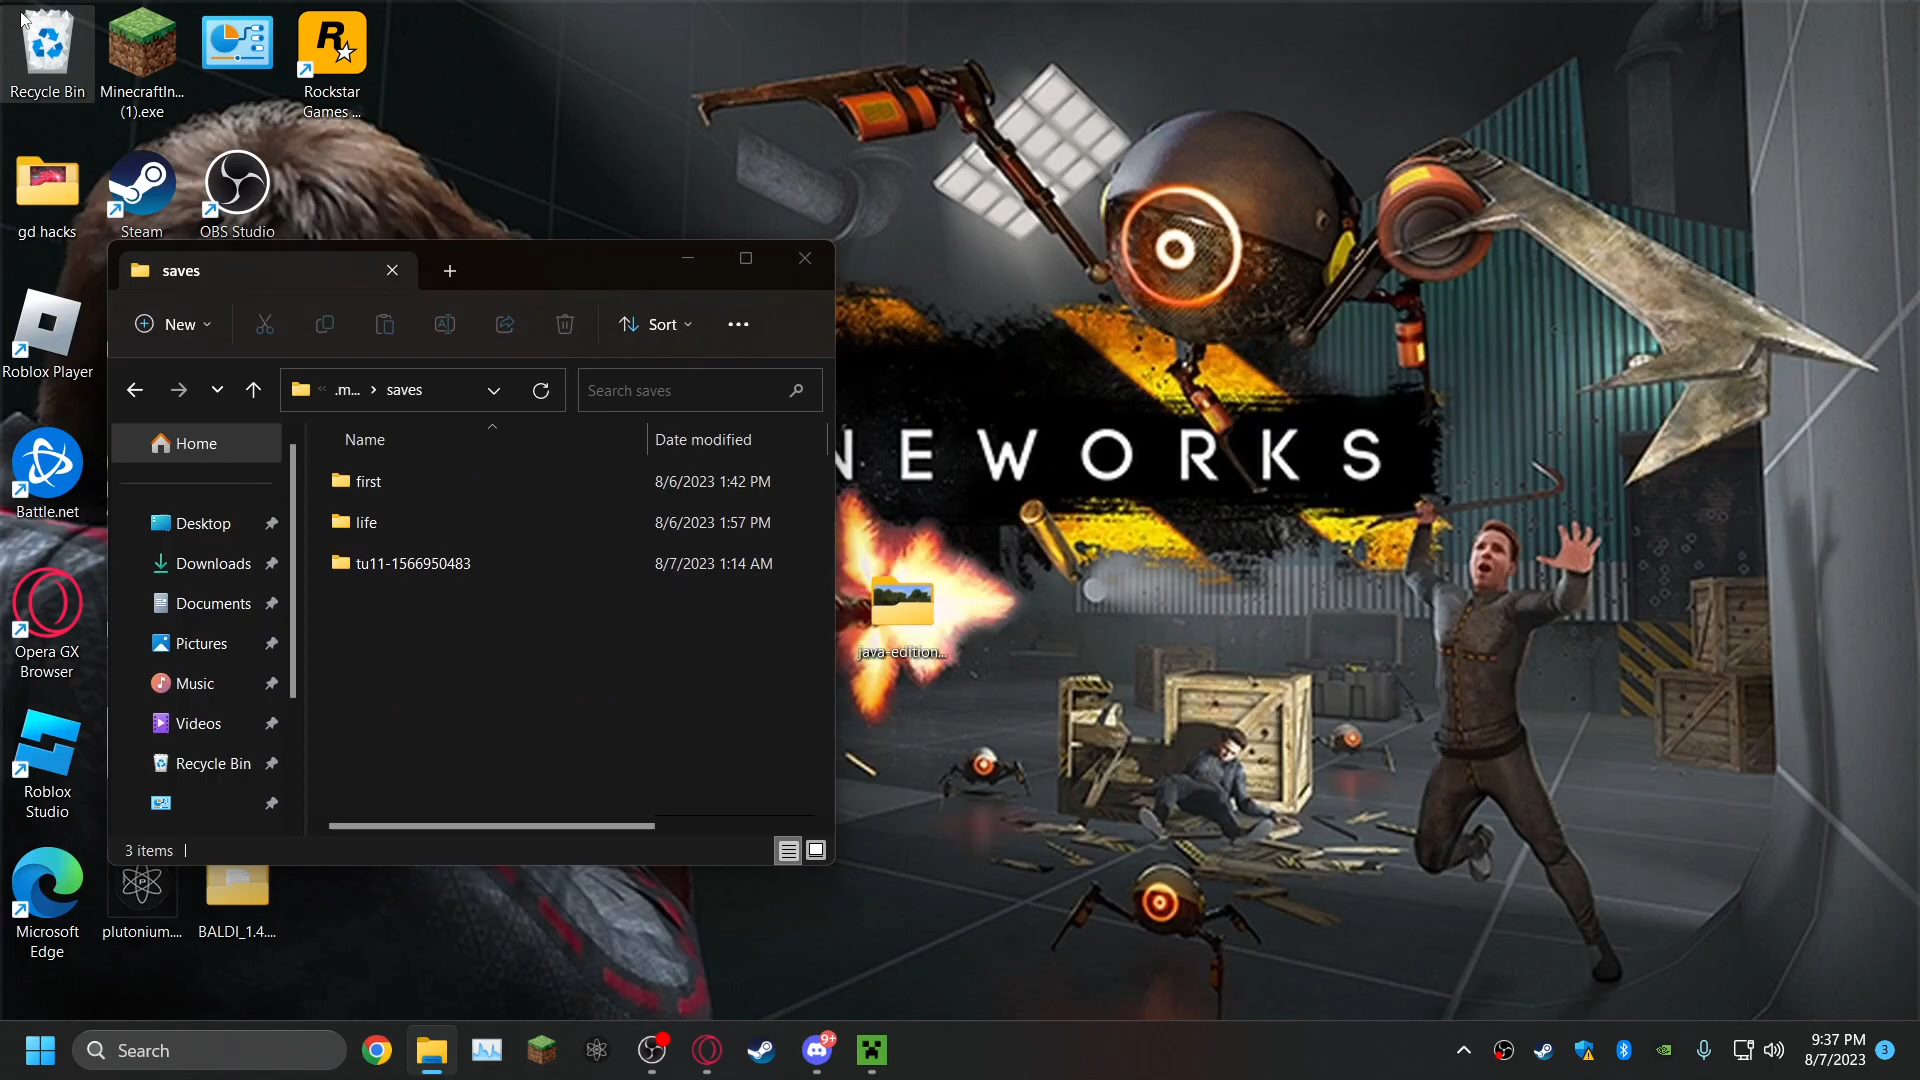 Recycle Bin
MinecraftIn...
(1).exe
Rockstar
Games ...
gd hacks
Steam
OBS Studio
Roblox Player
Battle.net
Opera GX
Browser
Roblox
Studio
Microsoft
Edge
plutonium....
BALDI_1.4....
java-edition...
NEWORKS
saves
New
Sort
.m...
saves
Search saves
Home
Desktop
Downloads
Documents
Pictures
Music
Videos
Recycle Bin
Name
Date modified
first
8/6/2023 1:42 PM
life
8/6/2023 1:57 PM
tu11-1566950483
8/7/2023 1:14 AM
3 items
Search
9+
9:37 PM
8/7/2023
3